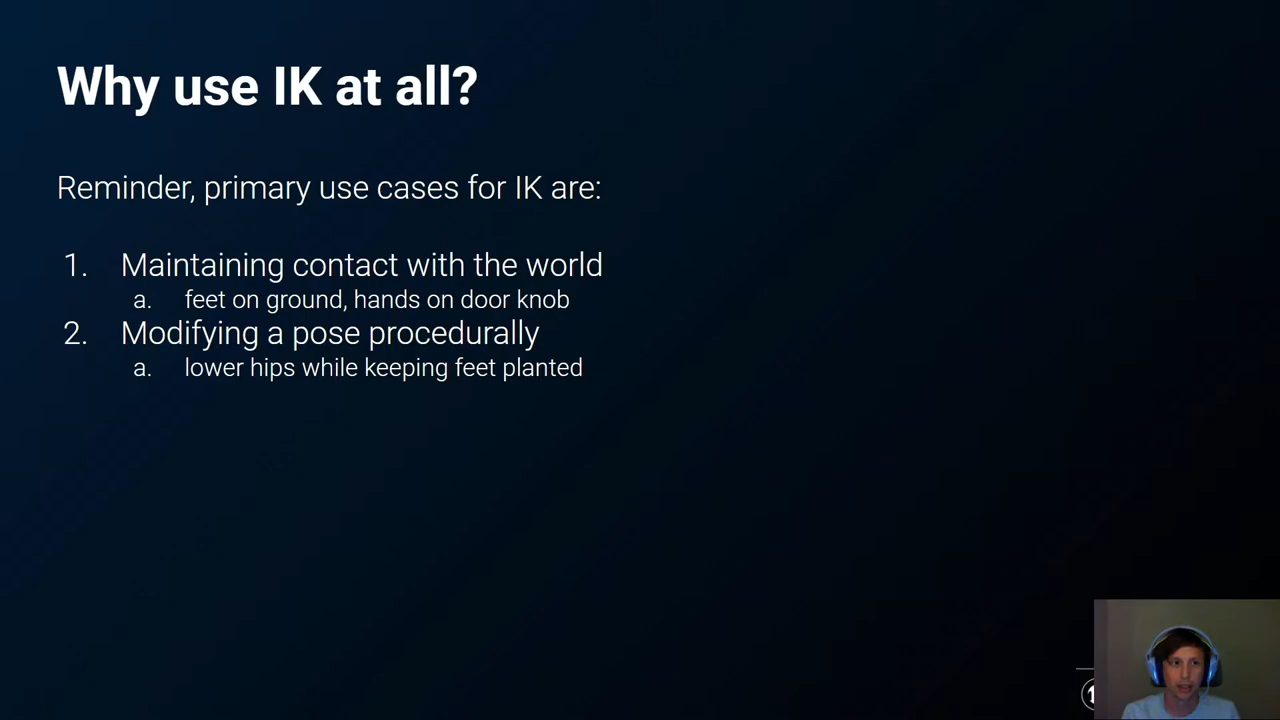 Why use IK at all?
Reminder, primary use cases for IK are:
1. Maintaining contact with the world
a. feet on ground, hands on door knob
2. Modifying a pose procedurally
a. lower hips while keeping feet planted